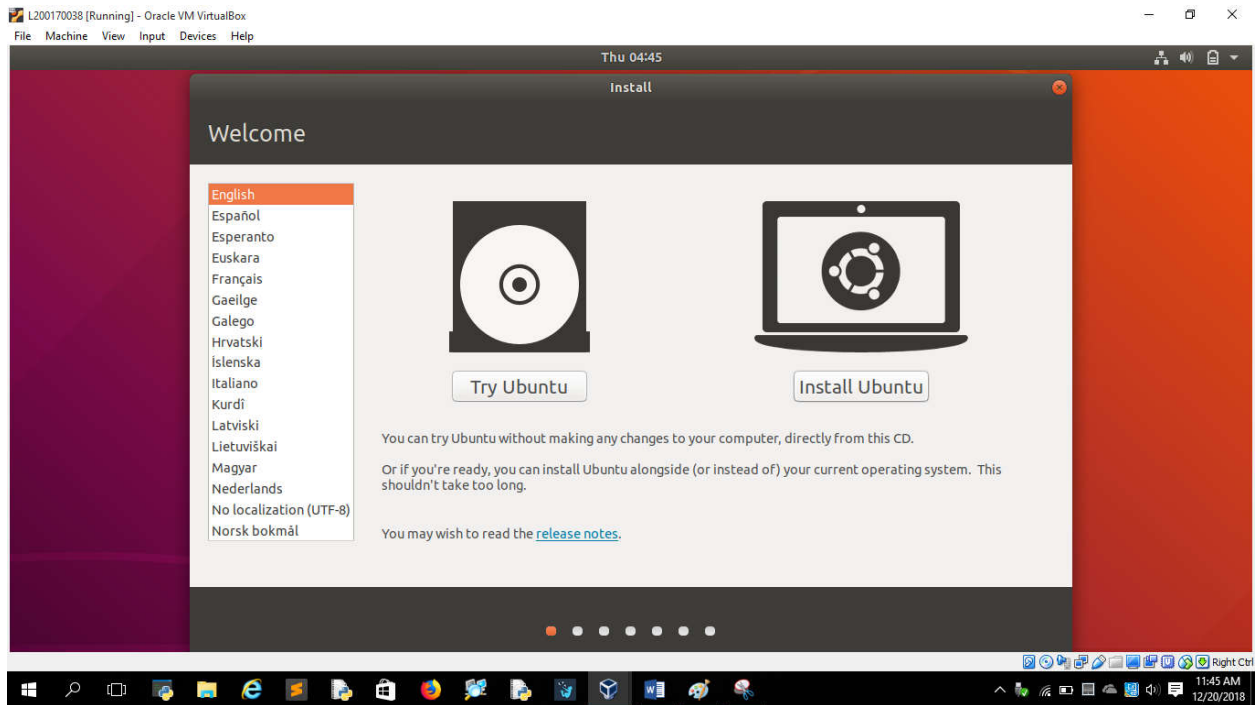 L200170038 [Running] - Oracle VM VirtualBox
File Machine View Input Devices Help
Thu 04:45
Install
Welcome
English
Español
Esperanto
Euskara
Français
Gaeilge
Galego
Hrvatski
Íslenska
Italiano
Kurdî
Latviski
Lietuviškai
Magyar
Nederlands
No localization (UTF-8)
Norsk bokmål
Try Ubuntu
Install Ubuntu
You can try Ubuntu without making any changes to your computer, directly from this CD.
Or if you're ready, you can install Ubuntu alongside (or instead of) your current operating system. This
shouldn't take too long.
You may wish to read the release notes.
Right Ctrl
11:45 AM
12/20/2018